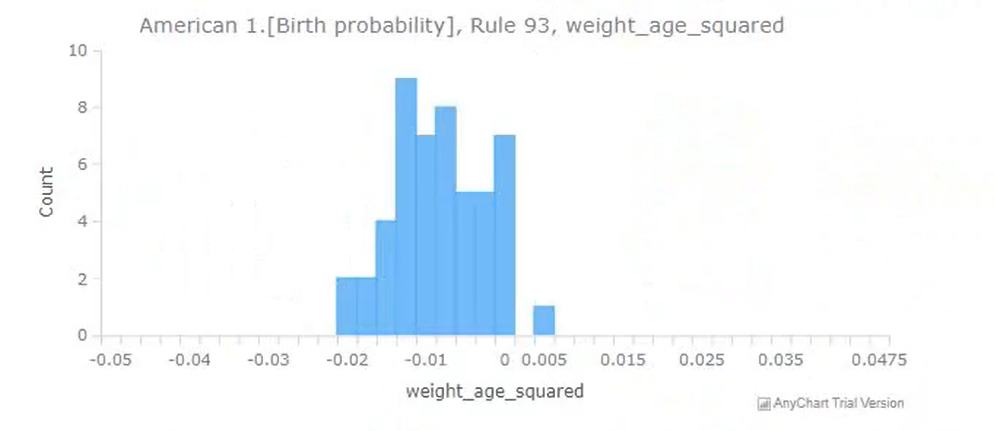 American 1.[Birth probability], Rule 93, weight_age_squared
10
8
6
4
2
0
Count
-0.05 -0.04 -0.03 -0.02 -0.01 0 0.005 0.015 0.025 0.035 0.0475
weight_age_squared
AnyChart Trial Version